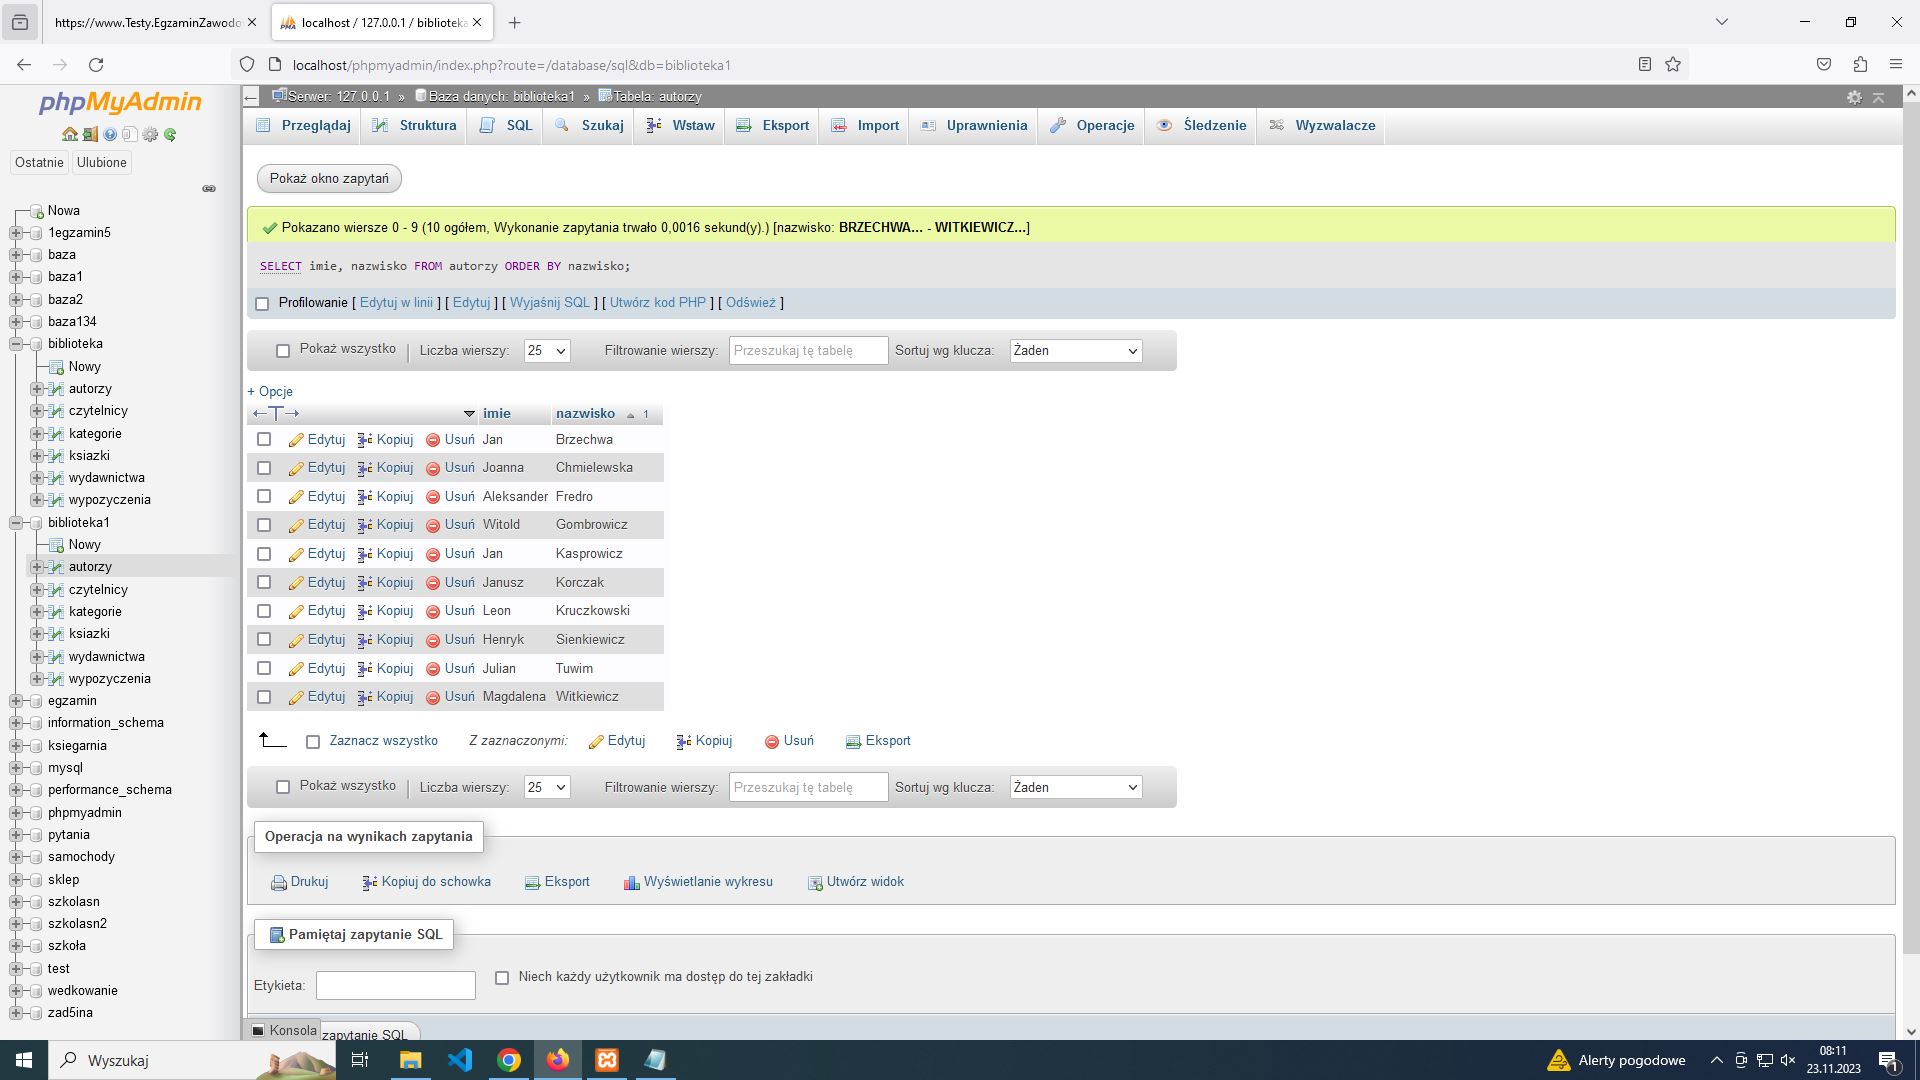 https://www.Testy.EgzaminZawodo
localhost / 127.0.0.1 / biblioteka
localhost/phpmyadmin/index.php?route=/database/sql&db=biblioteka1
phpMyAdmin
Ostatnie Ulubione
Nowa
1egzamin5
baza
baza1
baza2
baza134
biblioteka
Nowy
autorzy
czytelnicy
kategorie
ksiazki
wydawnictwa
wypozyczenia
biblioteka1
Nowy
autorzy
czytelnicy
kategorie
ksiazki
wydawnictwa
wypozyczenia
egzamin
information_schema
ksiegarnia
mysql
performance_schema
phpmyadmin
pytania
samochody
sklep
szkolasn
szkolasn2
szkoła
test
wedkowanie
zad5ina
Serwer: 127.0.0.1 » Baza danych: biblioteka1 » Tabela: autorzy
Przeglądaj Struktura SQL Szukaj Wstaw Eksport Import Uprawnienia Operacje Śledzenie Wyzwalacze
Pokaż okno zapytań
Pokazano wiersze 0 - 9 (10 ogółem, Wykonanie zapytania trwało 0,0016 sekund(y).) [nazwisko: BRZECHWA... - WITKIEWICZ...]
SELECT imie, nazwisko FROM autorzy ORDER BY nazwisko;
Profilowanie [ Edytuj w linii ] [ Edytuj ] [ Wyjaśnij SQL ] [ Utwórz kod PHP ] [ Odśwież ]
Pokaż wszystko | Liczba wierszy: 25 Filtrowanie wierszy: Przeszukaj tę tabelę Sortuj wg klucza: Żaden
+ Opcje
←T→ imie nazwisko 1
Edytuj Kopiuj Usuń Jan Brzechwa
Edytuj Kopiuj Usuń Joanna Chmielewska
Edytuj Kopiuj Usuń Aleksander Fredro
Edytuj Kopiuj Usuń Witold Gombrowicz
Edytuj Kopiuj Usuń Jan Kasprowicz
Edytuj Kopiuj Usuń Janusz Korczak
Edytuj Kopiuj Usuń Leon Kruczkowski
Edytuj Kopiuj Usuń Henryk Sienkiewicz
Edytuj Kopiuj Usuń Julian Tuwim
Edytuj Kopiuj Usuń Magdalena Witkiewicz
Zaznacz wszystko Z zaznaczonymi: Edytuj Kopiuj Usuń Eksport
Pokaż wszystko | Liczba wierszy: 25 Filtrowanie wierszy: Przeszukaj tę tabelę Sortuj wg klucza: Żaden
Operacja na wynikach zapytania
Drukuj Kopiuj do schowka Eksport Wyświetlanie wykresu Utwórz widok
Pamiętaj zapytanie SQL
Etykieta: Niech każdy użytkownik ma dostęp do tej zakładki
Konsola zapytanie SQL
Wyszukaj
Alerty pogodowe
08:11
23.11.2023
1